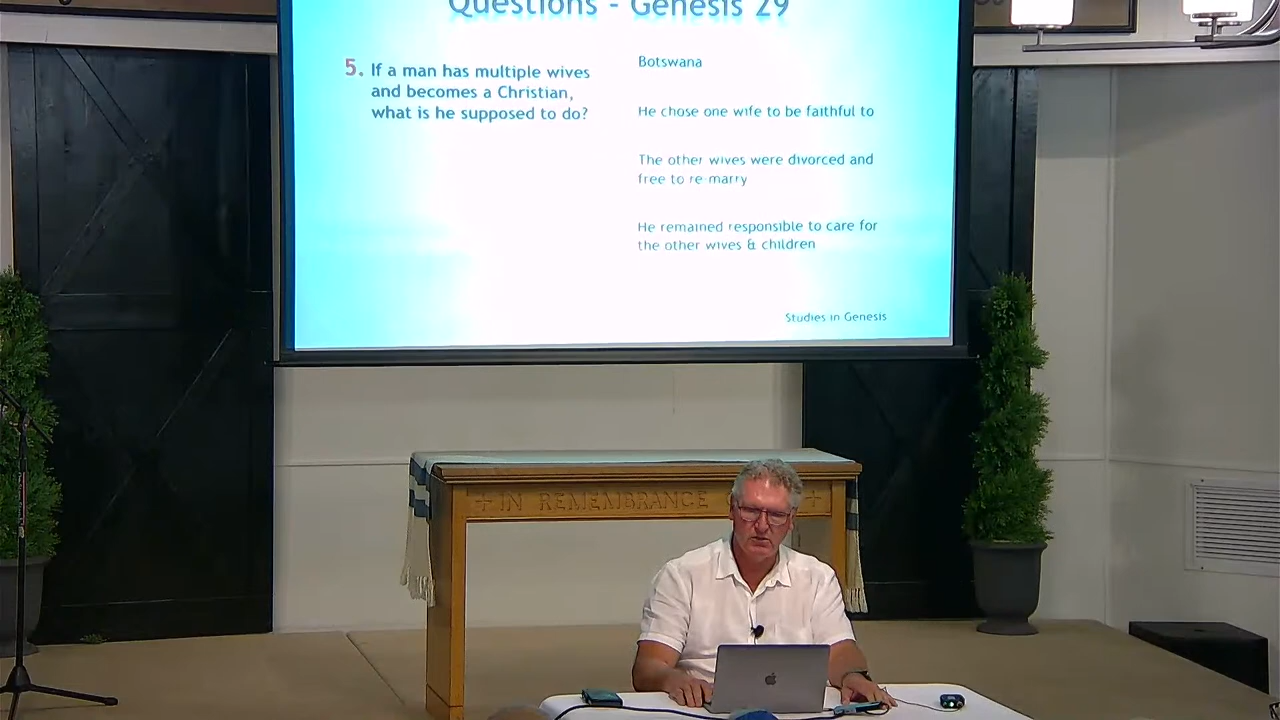 Questions - Genesis 29
5. If a man has multiple wives
and becomes a Christian,
what is he supposed to do?
Botswana
He chose one wife to be faithful to
The other wives were divorced and
free to re-marry
He remained responsible to care for
the other wives & children
Studies in Genesis
IN REMEMBRANCE